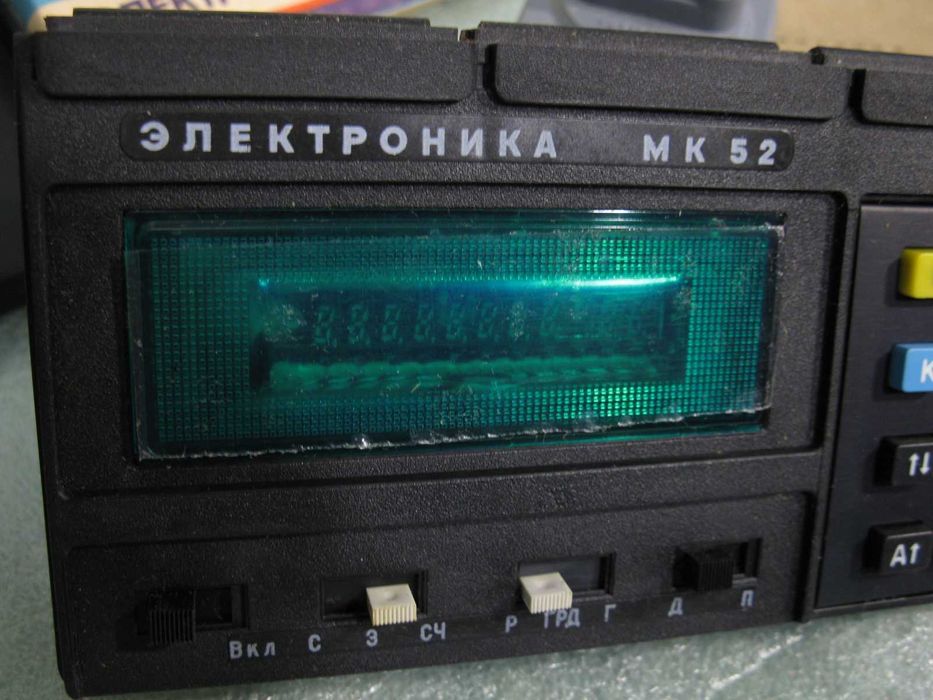 ЭЛЕКТРОНИКА МК 52
К
↑↓
А↑
Вкл С Э СЧ Р ГРД Г Д П